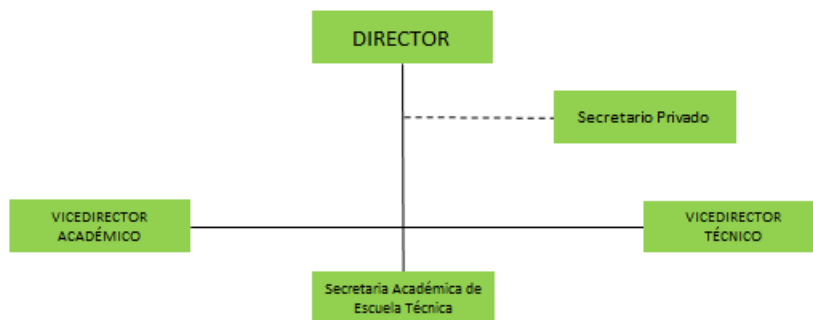 DIRECTOR
Secretario Privado
VICEDIRECTOR
ACADÉMICO
VICEDIRECTOR
TÉCNICO
Secretaria Académica de
Escuela Técnica